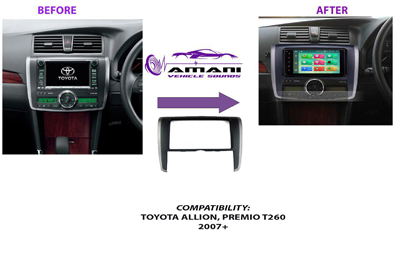 BEFORE
AFTER
TOYOTA
AMANI
VEHICLE SOUNDS
COMPATIBILITY:
TOYOTA ALLION, PREMIO T260
2007+